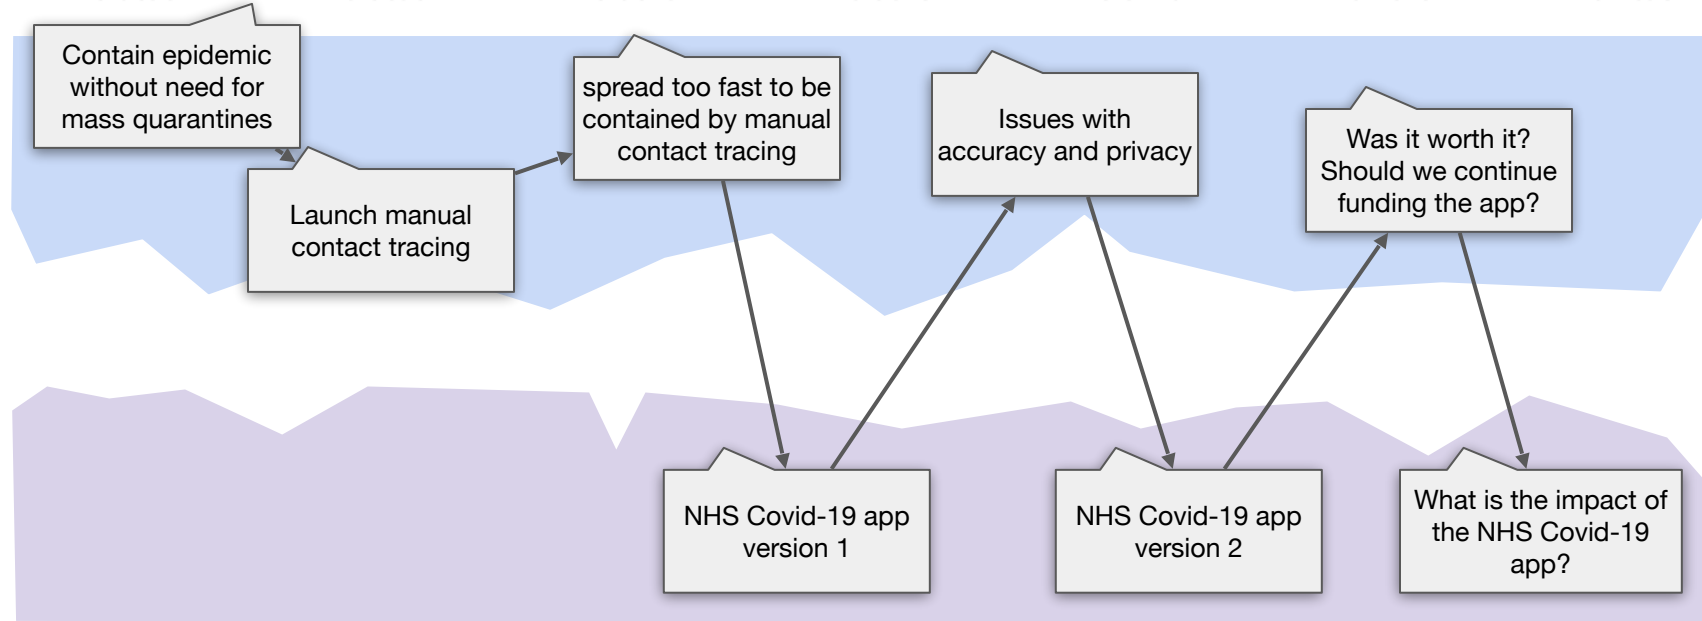 Contain epidemic
without need for
mass quarantines
Launch manual
contact tracing
spread too fast to be
contained by manual
contact tracing
NHS Covid-19 app
version 1
Issues with
accuracy and privacy
NHS Covid-19 app
version 2
Was it worth it?
Should we continue
funding the app?
What is the impact of
the NHS Covid-19
app?